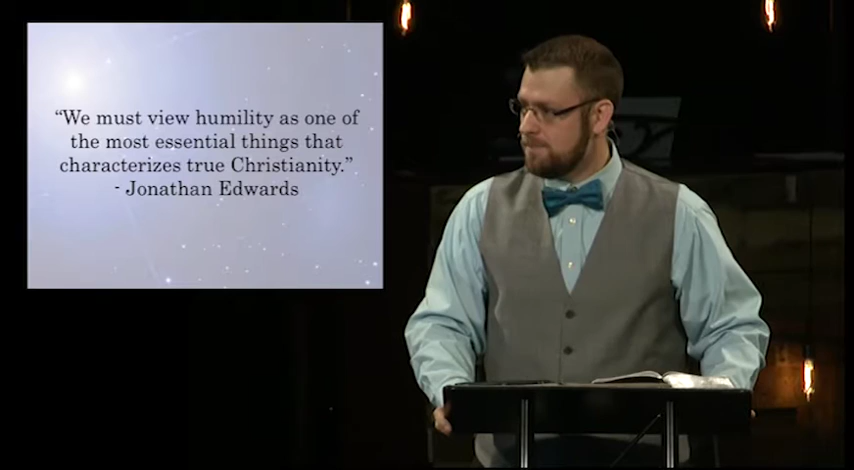 “We must view humility as one of
the most essential things that
characterizes true Christianity.”
- Jonathan Edwards